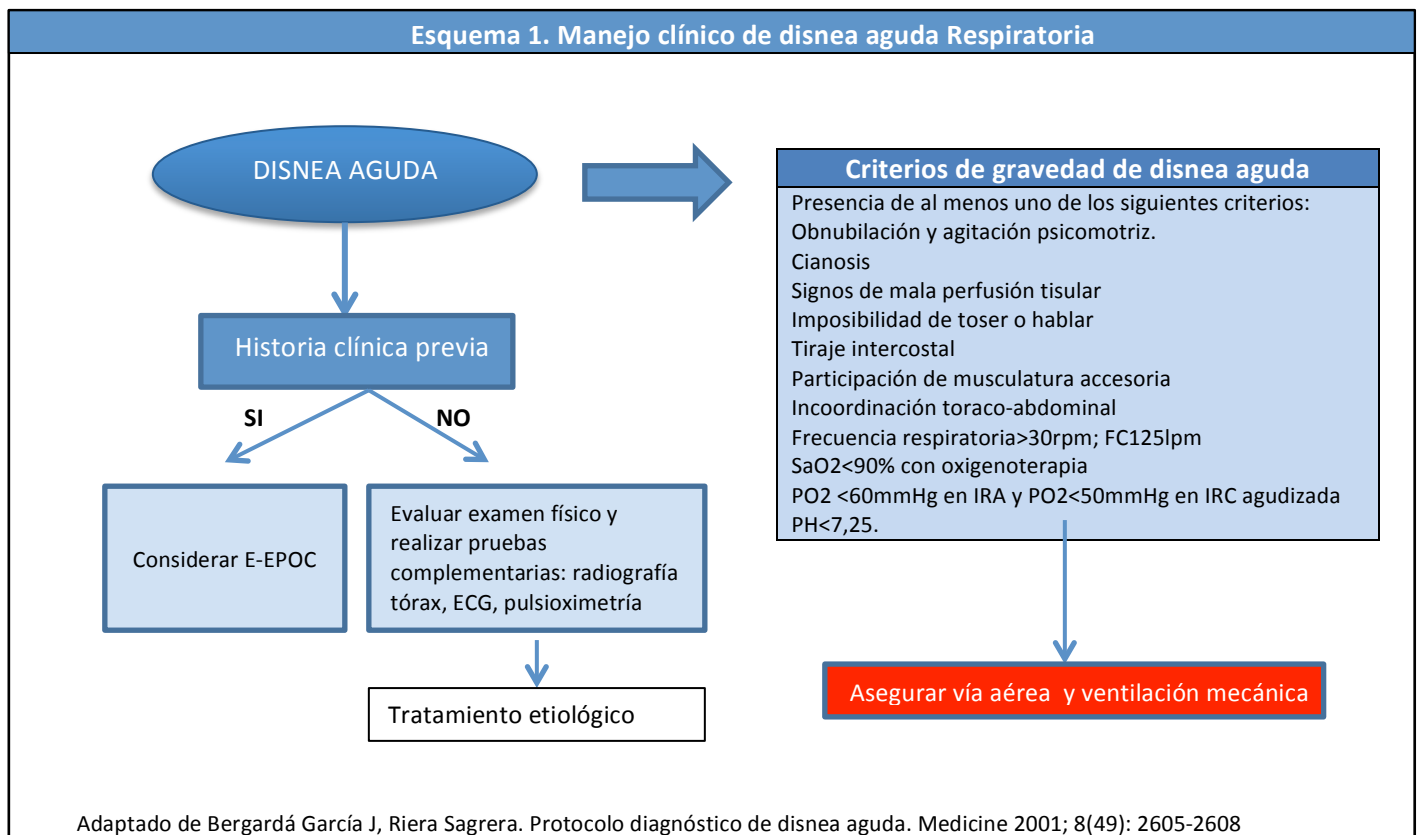 Esquema 1. Manejo clínico de disnea aguda Respiratoria
DISNEA AGUDA
Historia clínica previa
SI
NO
Considerar E-EPOC
Evaluar examen físico y
realizar pruebas
complementarias: radiografía
tórax, ECG, pulsioximetría
Tratamiento etiológico
Criterios de gravedad de disnea aguda
Presencia de al menos uno de los siguientes criterios:
Obnubilación y agitación psicomotriz.
Cianosis
Signos de mala perfusión tisular
Imposibilidad de toser o hablar
Tiraje intercostal
Participación de musculatura accesoria
Incoordinación toraco-abdominal
Frecuencia respiratoria>30rpm; FC125lpm
SaO2<90% con oxigenoterapia
PO2 <60mmHg en IRA y PO2<50mmHg en IRC agudizada
PH<7,25.
Asegurar vía aérea y ventilación mecánica
Adaptado de Bergardá García J, Riera Sagrera. Protocolo diagnóstico de disnea aguda. Medicine 2001; 8(49): 2605-2608